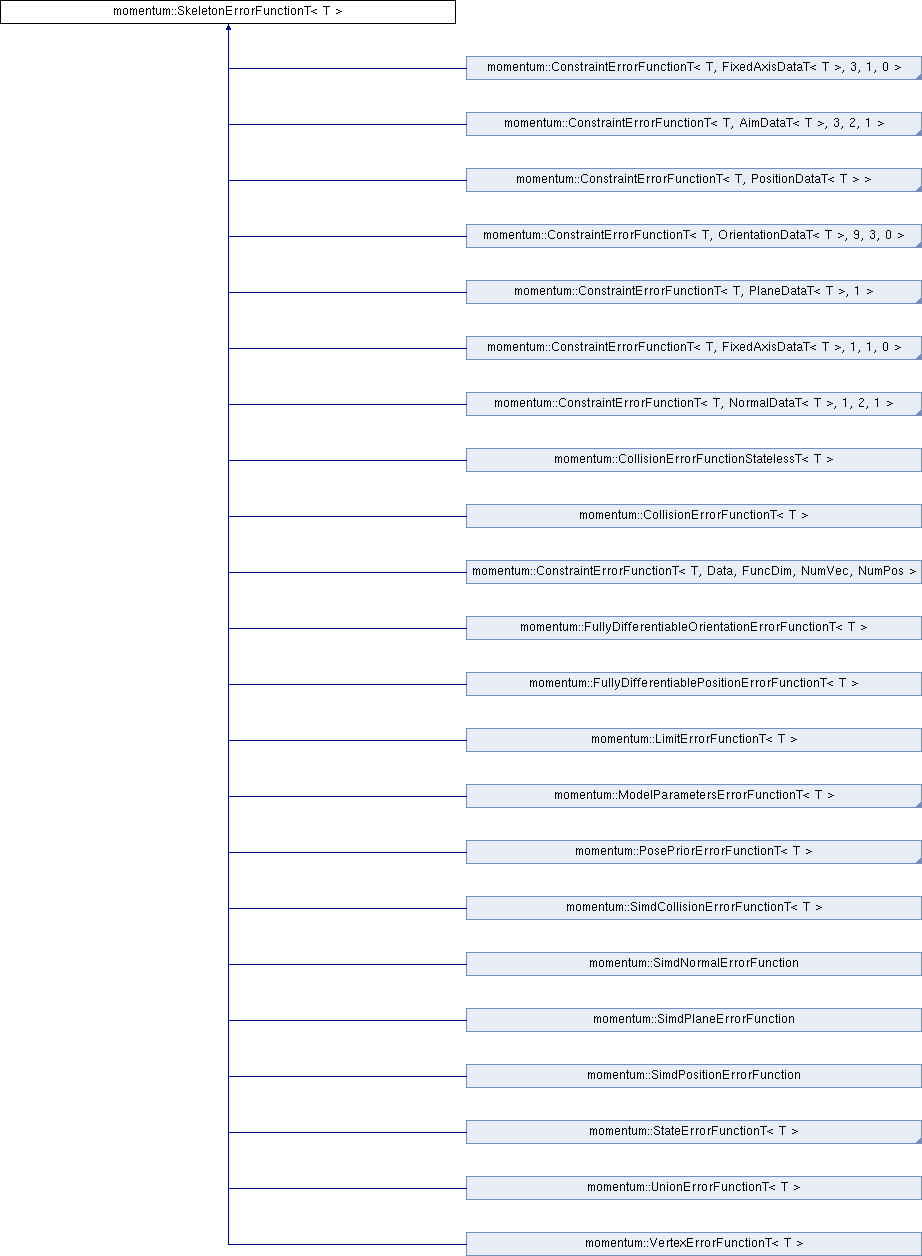 momentum::SkeletonErrorFunctionT< T >
momentum::ConstraintErrorFunctionT< T, FixedAxisDataT< T >, 3, 1, 0 >
momentum::ConstraintErrorFunctionT< T, AimDataT< T >, 3, 2, 1 >
momentum::ConstraintErrorFunctionT< T, PositionDataT< T > >
momentum::ConstraintErrorFunctionT< T, OrientationDataT< T >, 9, 3, 0 >
momentum::ConstraintErrorFunctionT< T, PlaneDataT< T >, 1 >
momentum::ConstraintErrorFunctionT< T, FixedAxisDataT< T >, 1, 1, 0 >
momentum::ConstraintErrorFunctionT< T, NormalDataT< T >, 1, 2, 1 >
momentum::CollisionErrorFunctionStatelessT< T >
momentum::CollisionErrorFunctionT< T >
momentum::ConstraintErrorFunctionT< T, Data, FuncDim, NumVec, NumPos >
momentum::FullyDifferentiableOrientationErrorFunctionT< T >
momentum::FullyDifferentiablePositionErrorFunctionT< T >
momentum::LimitErrorFunctionT< T >
momentum::ModelParametersErrorFunctionT< T >
momentum::PosePriorErrorFunctionT< T >
momentum::SimdCollisionErrorFunctionT< T >
momentum::SimdNormalErrorFunction
momentum::SimdPlaneErrorFunction
momentum::SimdPositionErrorFunction
momentum::StateErrorFunctionT< T >
momentum::UnionErrorFunctionT< T >
momentum::VertexErrorFunctionT< T >